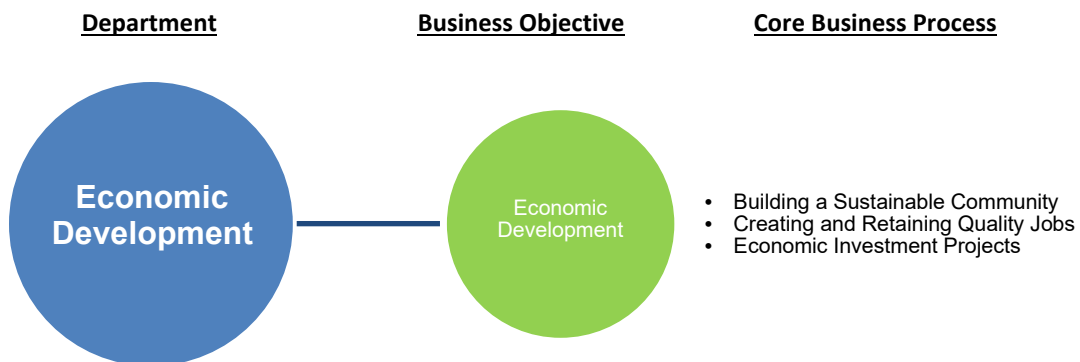 Department
Business Objective
Core Business Process
Economic
Development
Economic
Development
• Building a Sustainable Community
• Creating and Retaining Quality Jobs
• Economic Investment Projects